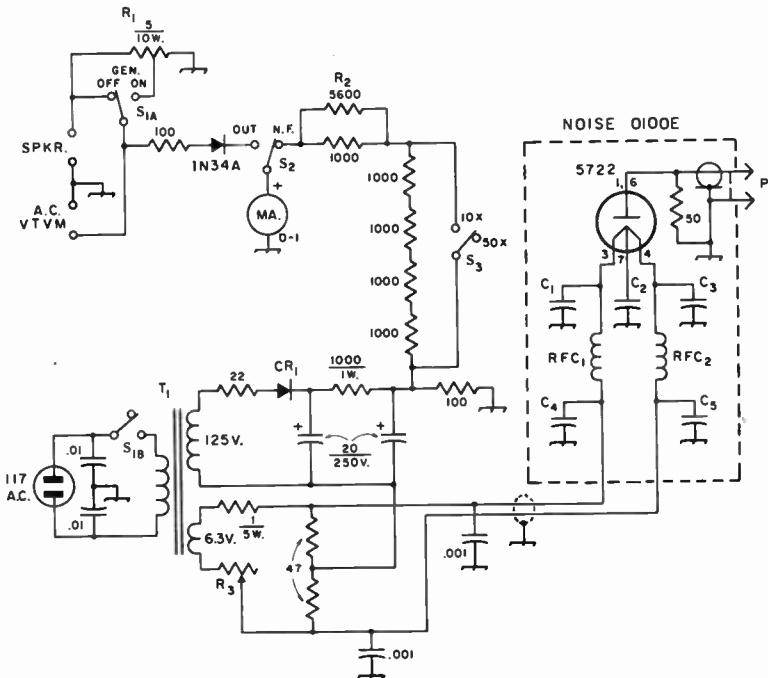 R1
5
10W.
GEN.
OFF ON
S1A
SPKR.
A.C.
VTVM
100
1N34A
OUT
N.F.
S2
+
MA.
0-1
R2
5600
1000
1000
1000
1000
1000
10X
50X
S3
NOISE DIODE
5722
1, 6
3
7
4
50
P
C1
C2
C3
RFC1
RFC2
C4
C5
T1
22
CR1
1000
1W.
100
+
+
20
250V.
125V.
117
A.C.
.01
.01
S1B
6.3V.
1
5W.
R3
47
.001
.001